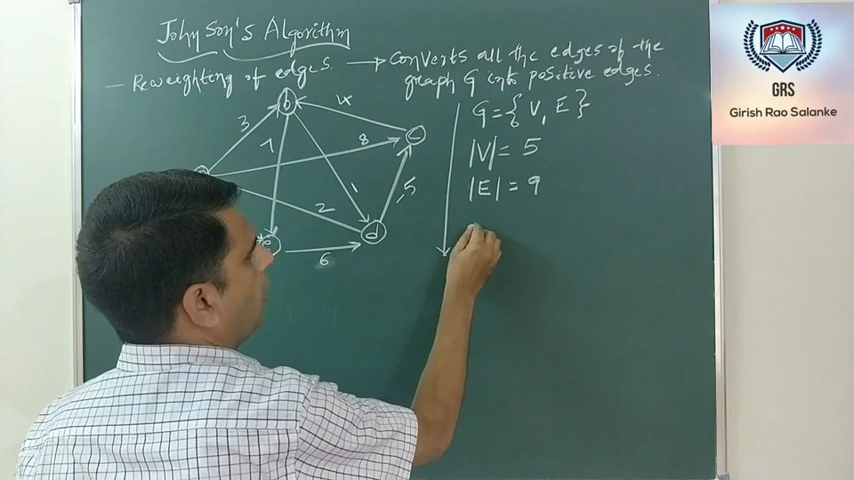 Johnson's Algorithm
— Reweighting of edges. → Converts all the edges of the
graph G into positive edges.
G = { V, E }
|V| = 5
|E| = 9
b
4
3
7
8
c
1
-5
2
d
e
6
GRS
Girish Rao Salanke